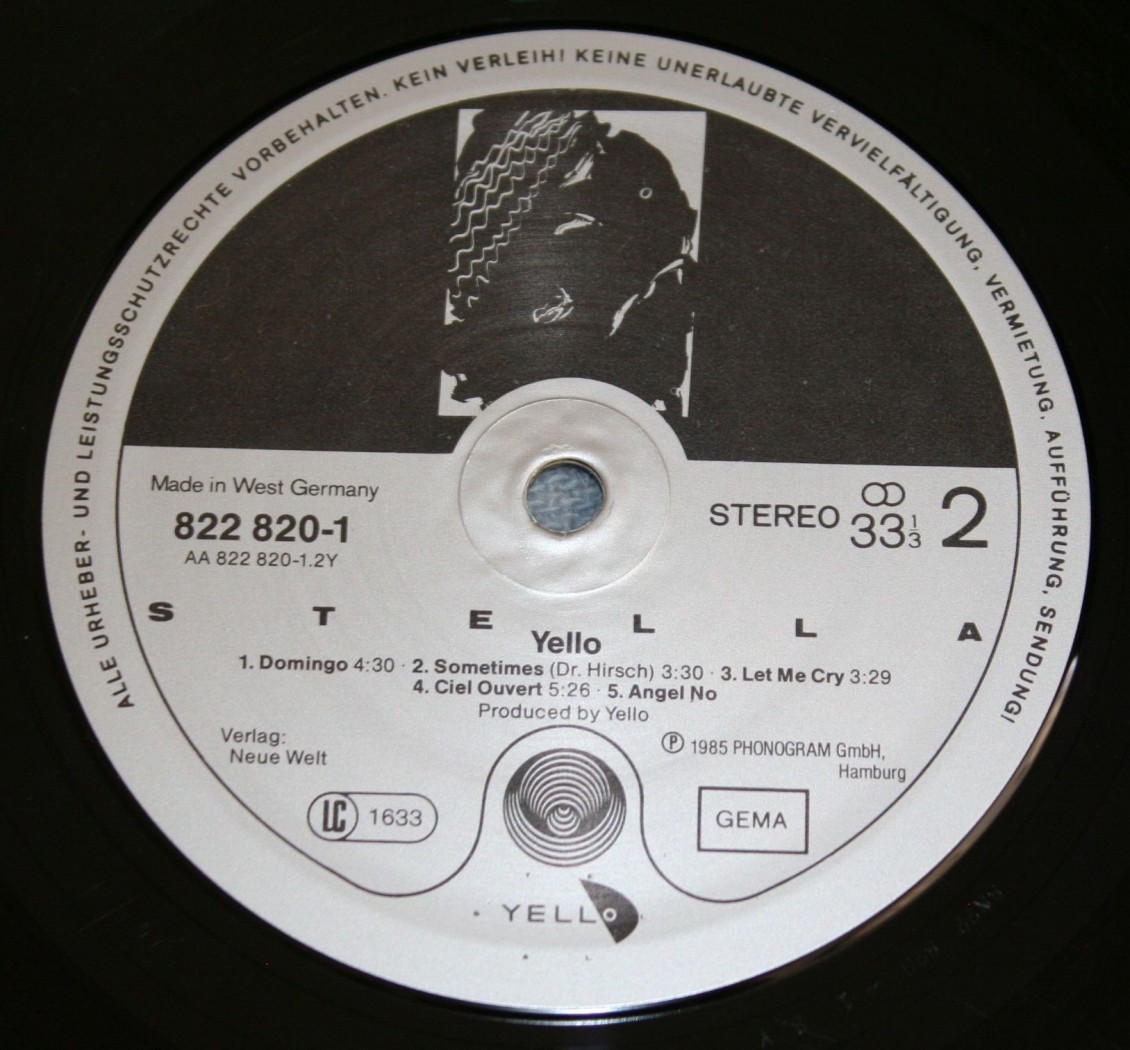 ALLE URHEBER- UND LEISTUNGSSCHUTZRECHTE VORBEHALTEN. KEIN VERLEIH! KEINE UNERLAUBTE VERVIELFÄLTIGUNG, VERMIETUNG, AUFFÜHRUNG, SENDUNG!
Made in West Germany
822 820-1
AA 822 820-1.2Y
STEREO 33 1/3 2
S T E L L A
Yello
1. Domingo 4:30 · 2. Sometimes (Dr. Hirsch) 3:30 · 3. Let Me Cry 3:29
4. Ciel Ouvert 5:26 · 5. Angel No
Produced by Yello
Verlag:
Neue Welt
Ⓟ 1985 PHONOGRAM GmbH,
Hamburg
LC 1633
GEMA
YELLO